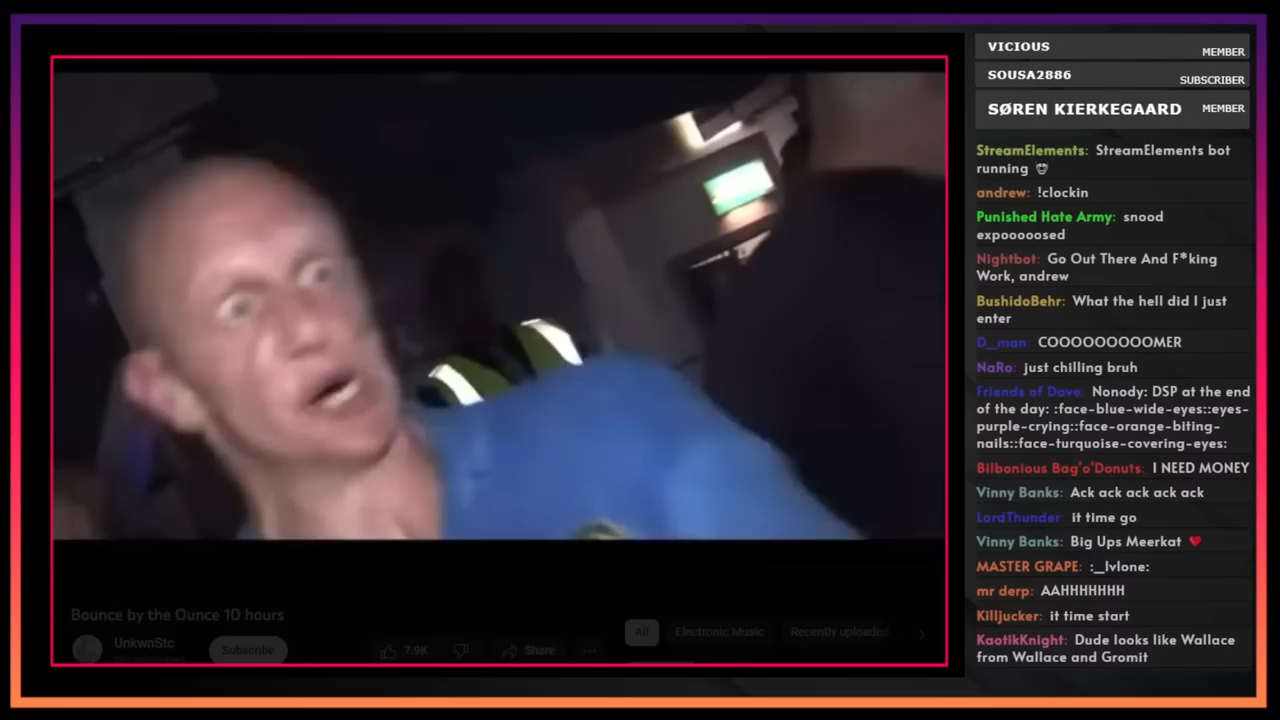 VICIOUS MEMBER
SOUSA2886 SUBSCRIBER
SØREN KIERKEGAARD MEMBER
StreamElements: StreamElements bot
running
andrew: !clockin
Punished Hate Army: snood
expooooosed
Nightbot: Go Out There And F*king
Work, andrew
BushidoBehr: What the hell did I just
enter
D_man: COOOOOOOOOMER
NaRo: just chilling bruh
Friends of Dave: Nonody: DSP at the end
of the day: :face-blue-wide-eyes::eyes-
purple-crying::face-orange-biting-
nails::face-turquoise-covering-eyes:
Bilbonious Bag'o'Donuts: I NEED MONEY
Vinny Banks: Ack ack ack ack ack
LordThunder: it time go
Vinny Banks: Big Ups Meerkat
MASTER GRAPE: :_lvlone:
mr derp: AAHHHHHHH
Killjucker: it time start
KaotikKnight: Dude looks like Wallace
from Wallace and Gromit
Bounce by the Ounce 10 hours
UnkwnStc
Subscribe
7.9K
Share
All
Electronic Music
Recently uploaded